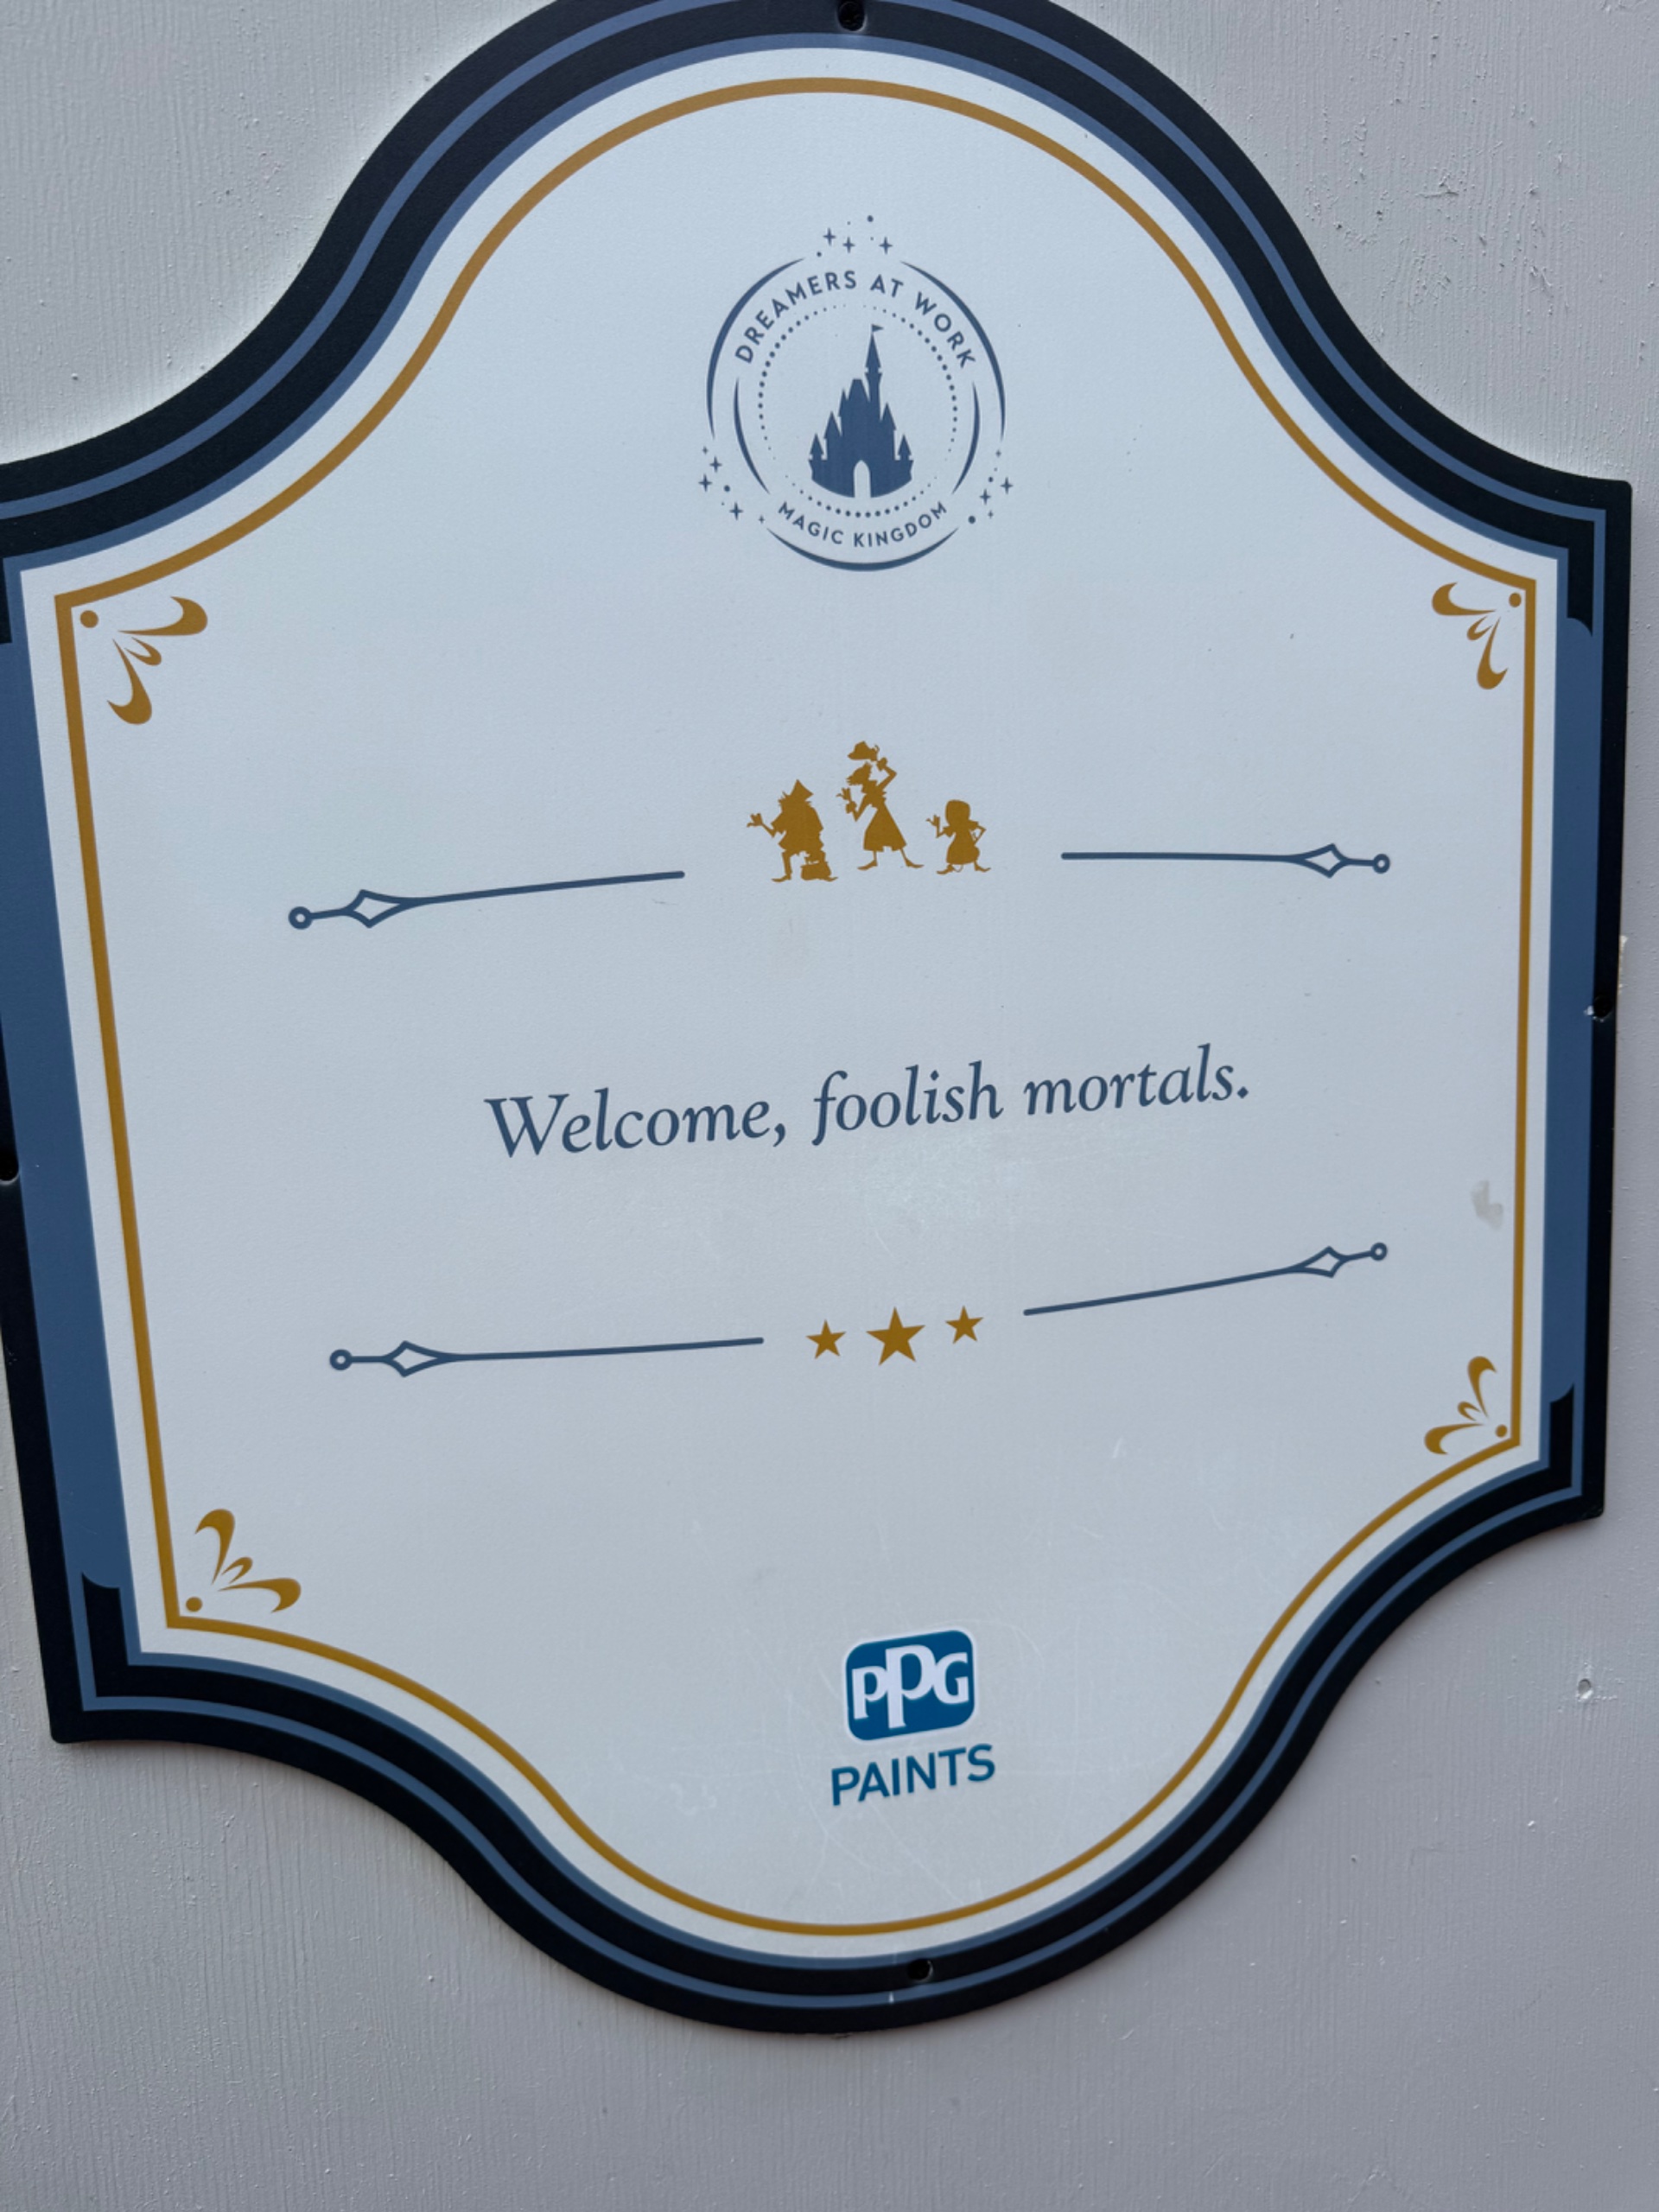 DREAMERS AT WORK
MAGIC KINGDOM
Welcome, foolish mortals.
PPG
PAINTS